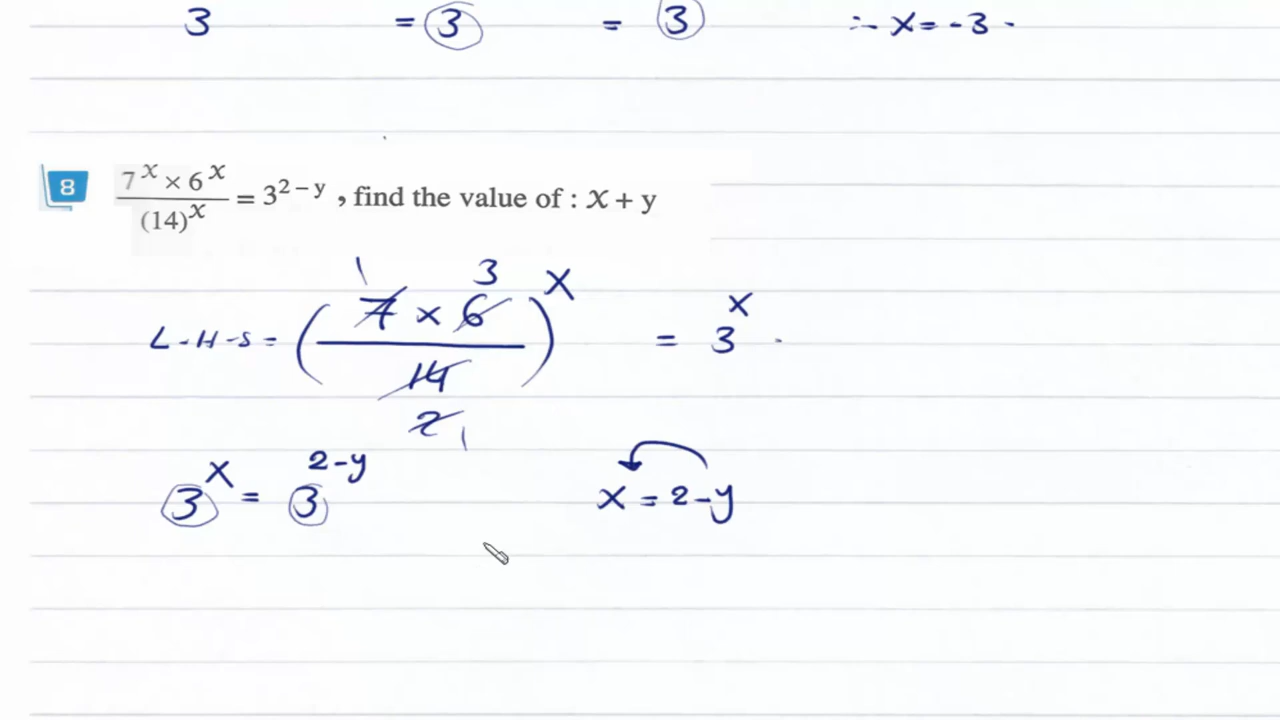 3 = 3 = 3 ∴ x = -3 .
8 7^x × 6^x / (14)^x = 3^{2-y} , find the value of : x + y
L-H-S = ( 7 × 6 / 14 )^x = 3^x . 1 3 2 1
3^x = 3^{2-y} x = 2-y